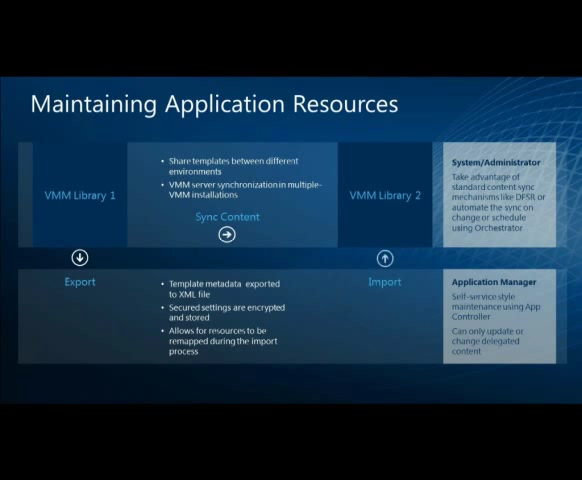 Maintaining Application Resources
VMM Library 1
• Share templates between different
environments
• VMM server synchronization in multiple-
VMM installations
Sync Content
VMM Library 2
System/Administrator
Take advantage of
standard content sync
mechanisms like DFSR or
automate the sync on
change or schedule
using Orchestrator
Export
• Template metadata exported
to XML file
• Secured settings are encrypted
and stored
• Allows for resources to be
remapped during the import
process
Import
Application Manager
Self-service style
maintenance using App
Controller
Can only update or
change delegated
content